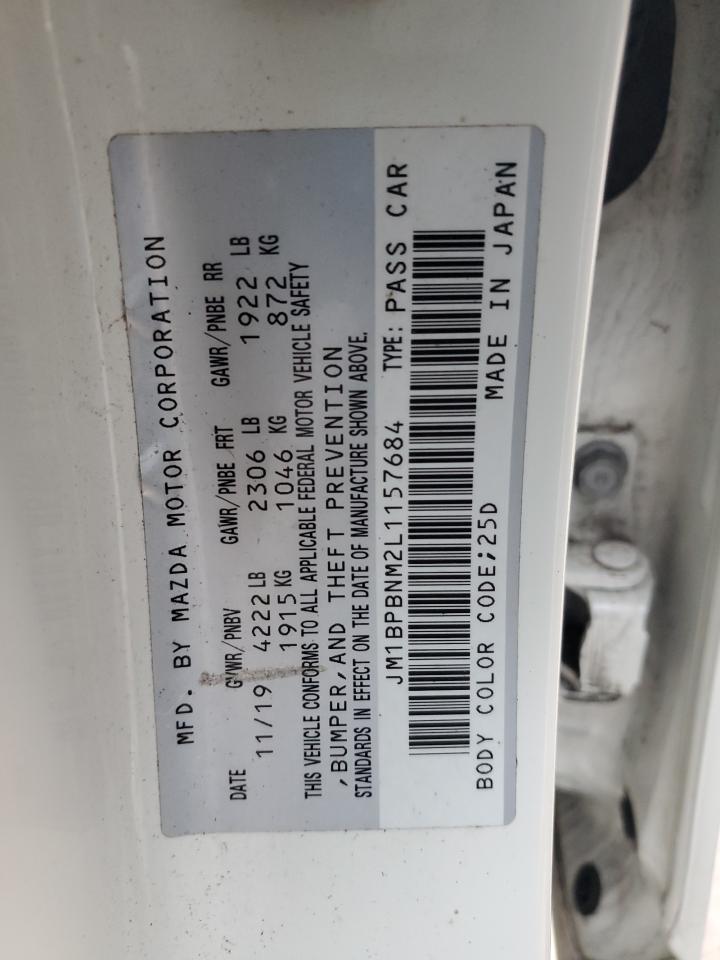 MFD. BY MAZDA MOTOR CORPORATION
DATE GVWR/PNBV GAWR/PNBE FRT GAWR/PNBE RR
11/19 4222 LB 2306 LB 1922 LB
1915 KG 1046 KG 872 KG
THIS VEHICLE CONFORMS TO ALL APPLICABLE FEDERAL MOTOR VEHICLE SAFETY
,BUMPER,AND THEFT PREVENTION
STANDARDS IN EFFECT ON THE DATE OF MANUFACTURE SHOWN ABOVE.
JM1BPBNM2L1157684 TYPE: PASS CAR
BODY COLOR CODE;25D MADE IN JAPAN